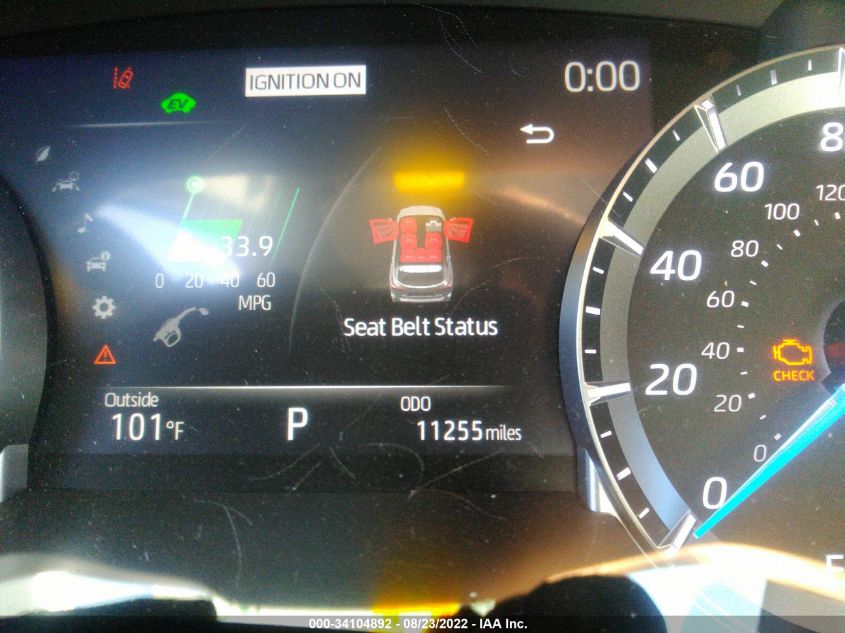 IGNITION ON
0:00
EV
33.9
0 20 40 60
MPG
Seat Belt Status
Outside
101°F
P
ODO
11255 miles
80
60
40
20
0
120
100
80
60
40
20
0
CHECK
000-34104892 - 08/23/2022 - IAA Inc.